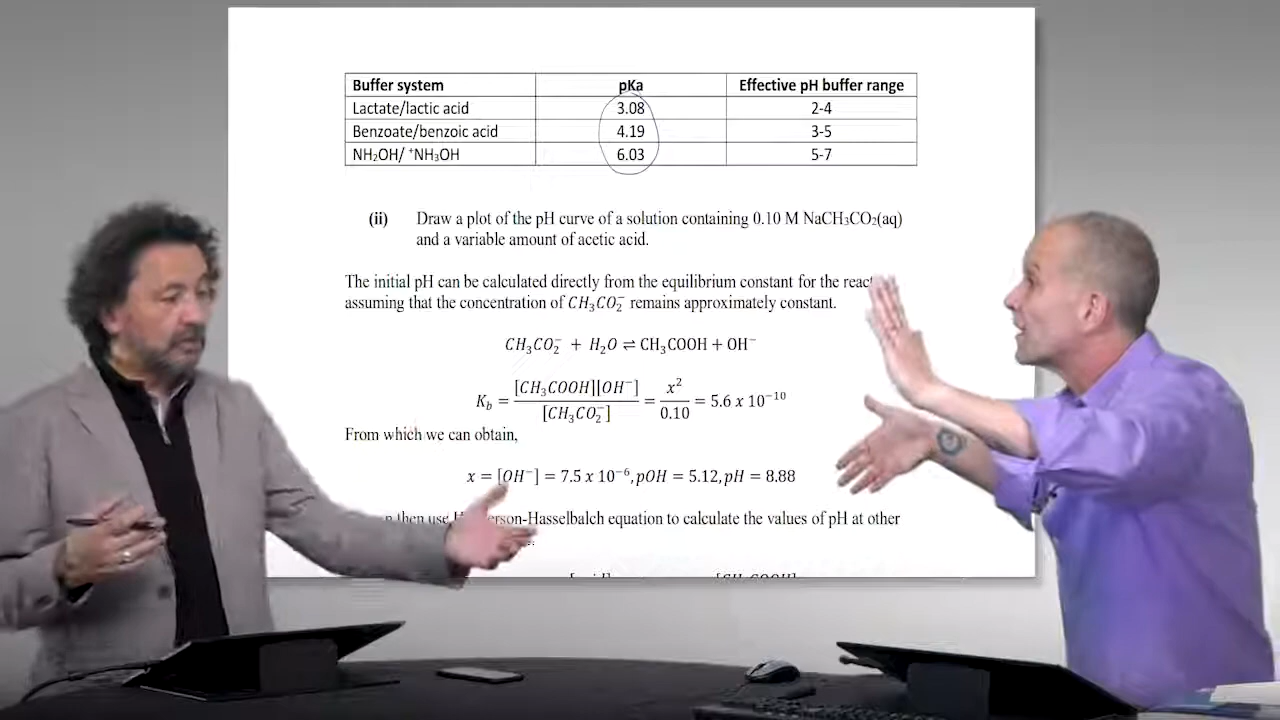 Buffer system pKa Effective pH buffer range
Lactate/lactic acid 3.08 2-4
Benzoate/benzoic acid 4.19 3-5
NH₂OH/ ⁺NH₃OH 6.03 5-7
(ii) Draw a plot of the pH curve of a solution containing 0.10 M NaCH₃CO₂(aq)
and a variable amount of acetic acid.
The initial pH can be calculated directly from the equilibrium constant for the
assuming that the concentration of CH₃CO₂⁻ remains approximately constant.
CH₃CO₂⁻ + H₂O ⇌ CH₃COOH + OH⁻
K_b = [CH₃COOH][OH⁻] / [CH₃CO₂⁻] = x² / 0.10 = 5.6 x 10⁻¹⁰
From which we can obtain,
x = [OH⁻] = 7.5 x 10⁻⁶, pOH = 5.12, pH = 8.88
then use -Hasselbalch equation to calculate the values of pH at other